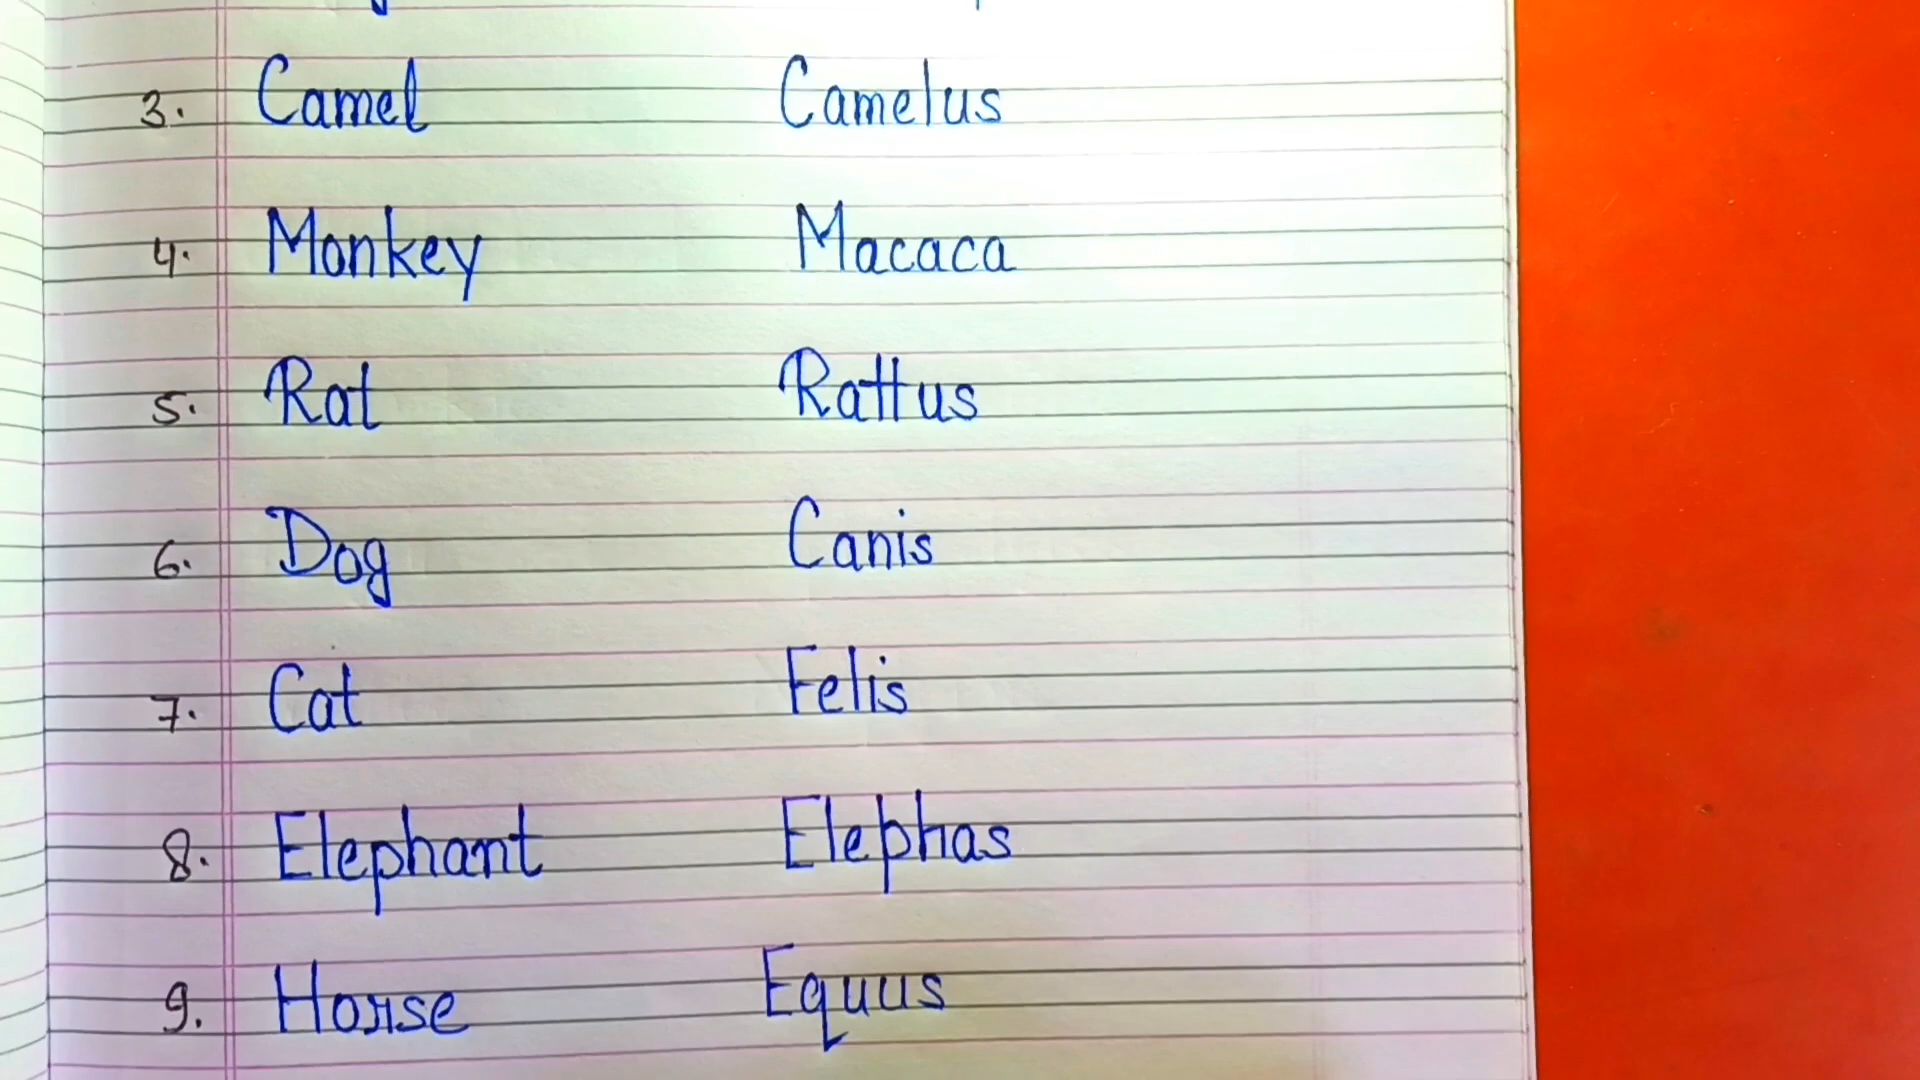 3. Camel Camelus
4. Monkey Macaca
5. Rat Rattus
6. Dog Canis
7. Cat Felis
8. Elephant Elephas
9. Horse Equus